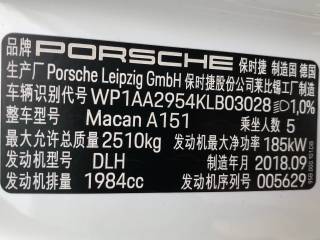 品牌 PORSCHE 保时捷 制造国 德国
生产厂 Porsche Leipzig GmbH 保时捷股份公司莱比锡工厂制造
车辆识别代号 WP1AA2954KLB03028 1,0%
整车型号 Macan A151 乘坐人数 5
最大允许总质量 2510kg 发动机最大净功率 185kW
发动机型号 DLH 制造年月 2018.09
发动机排量 1984cc 发动机序列号 005629